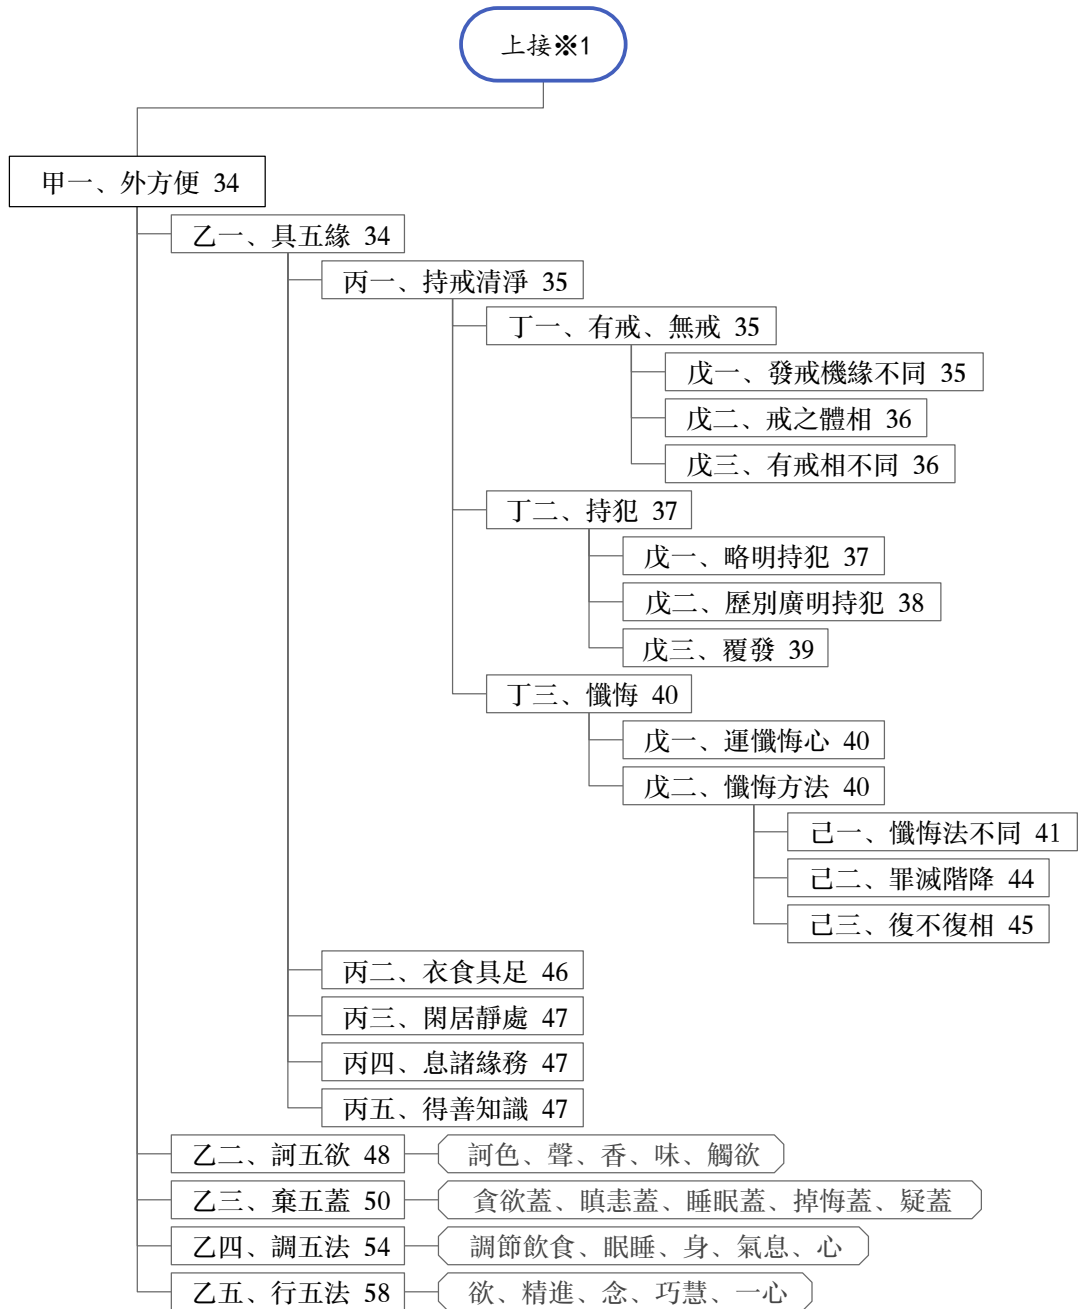 上接※1
甲一、外方便 34
乙一、具五緣 34
丙一、持戒清淨 35
丁一、有戒、無戒 35
戊一、發戒機緣不同 35
戊二、戒之體相 36
戊三、有戒相不同 36
丁二、持犯 37
戊一、略明持犯 37
戊二、歷別廣明持犯 38
戊三、覆發 39
丁三、懺悔 40
戊一、運懺悔心 40
戊二、懺悔方法 40
己一、懺悔法不同 41
己二、罪滅階降 44
己三、復不復相 45
丙二、衣食具足 46
丙三、閑居靜處 47
丙四、息諸緣務 47
丙五、得善知識 47
乙二、訶五欲 48 訶色、聲、香、味、觸欲
乙三、棄五蓋 50 貪欲蓋、瞋恚蓋、睡眠蓋、掉悔蓋、疑蓋
乙四、調五法 54 調節飲食、眠睡、身、氣息、心
乙五、行五法 58 欲、精進、念、巧慧、一心